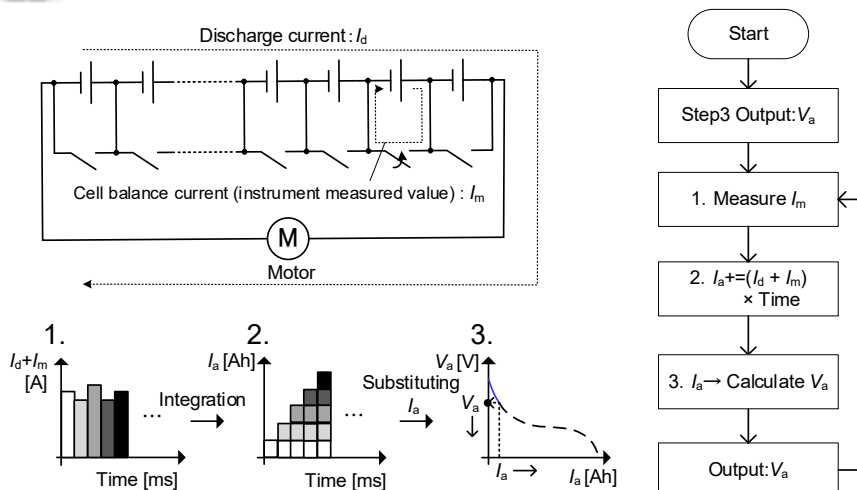 Discharge current: Id
Cell balance current (instrument measured value) : Im
M
Motor
1.
Id+Im
[A]
...
Time [ms]
Integration
2.
Ia [Ah]
...
Time [ms]
Substituting
Ia
3.
Va [V]
Va
Ia
Ia [Ah]
Start
Step3 Output:Va
1. Measure Im
2. Ia+=(Id + Im)
× Time
3. Ia→ Calculate Va
Output:Va